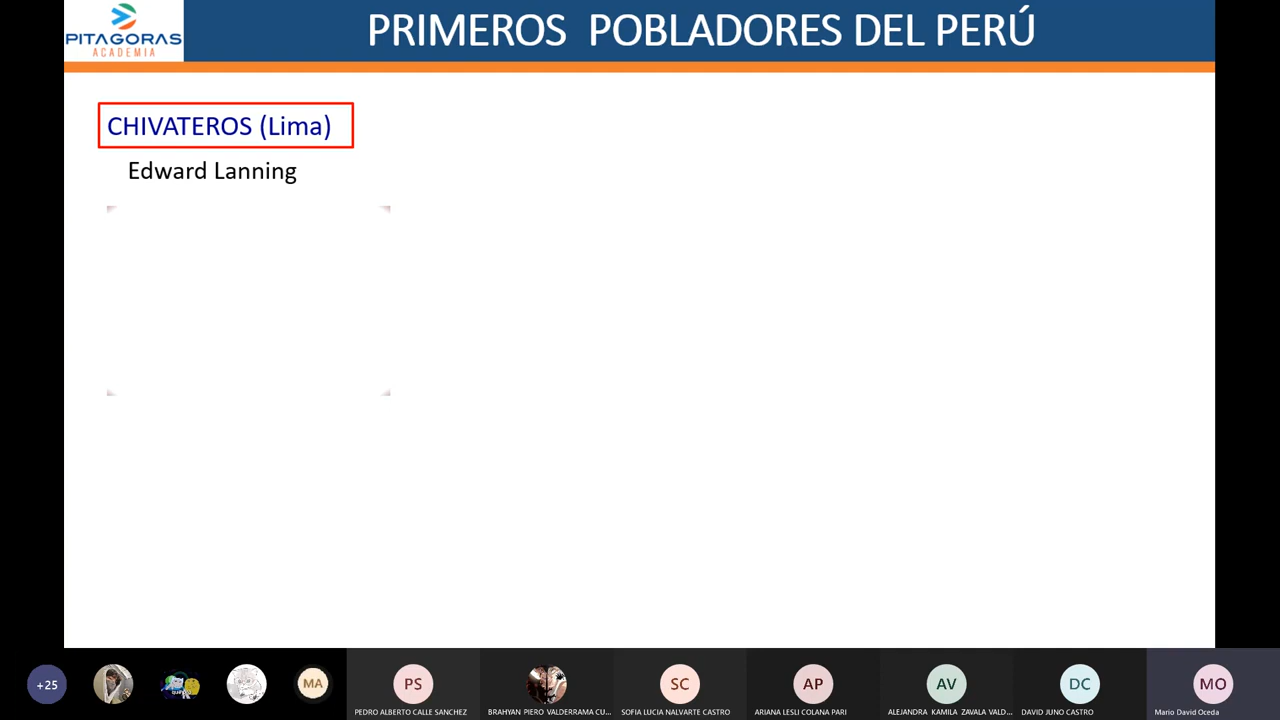 PITAGORAS
ACADEMIA
PRIMEROS POBLADORES DEL PERÚ
CHIVATEROS (Lima)
Edward Lanning
+25
MA
PS
SC
AP
AV
DC
MO
PEDRO ALBERTO CALLE SANCHEZ
BRAHYAN PIERO VALDERRAMA CU...
SOFIA LUCIA NALVARTE CASTRO
ARIANA LESLI COLANA PARI
ALEJANDRA KAMILA ZAVALA VALD...
DAVID JUNO CASTRO
Mario David Oceda